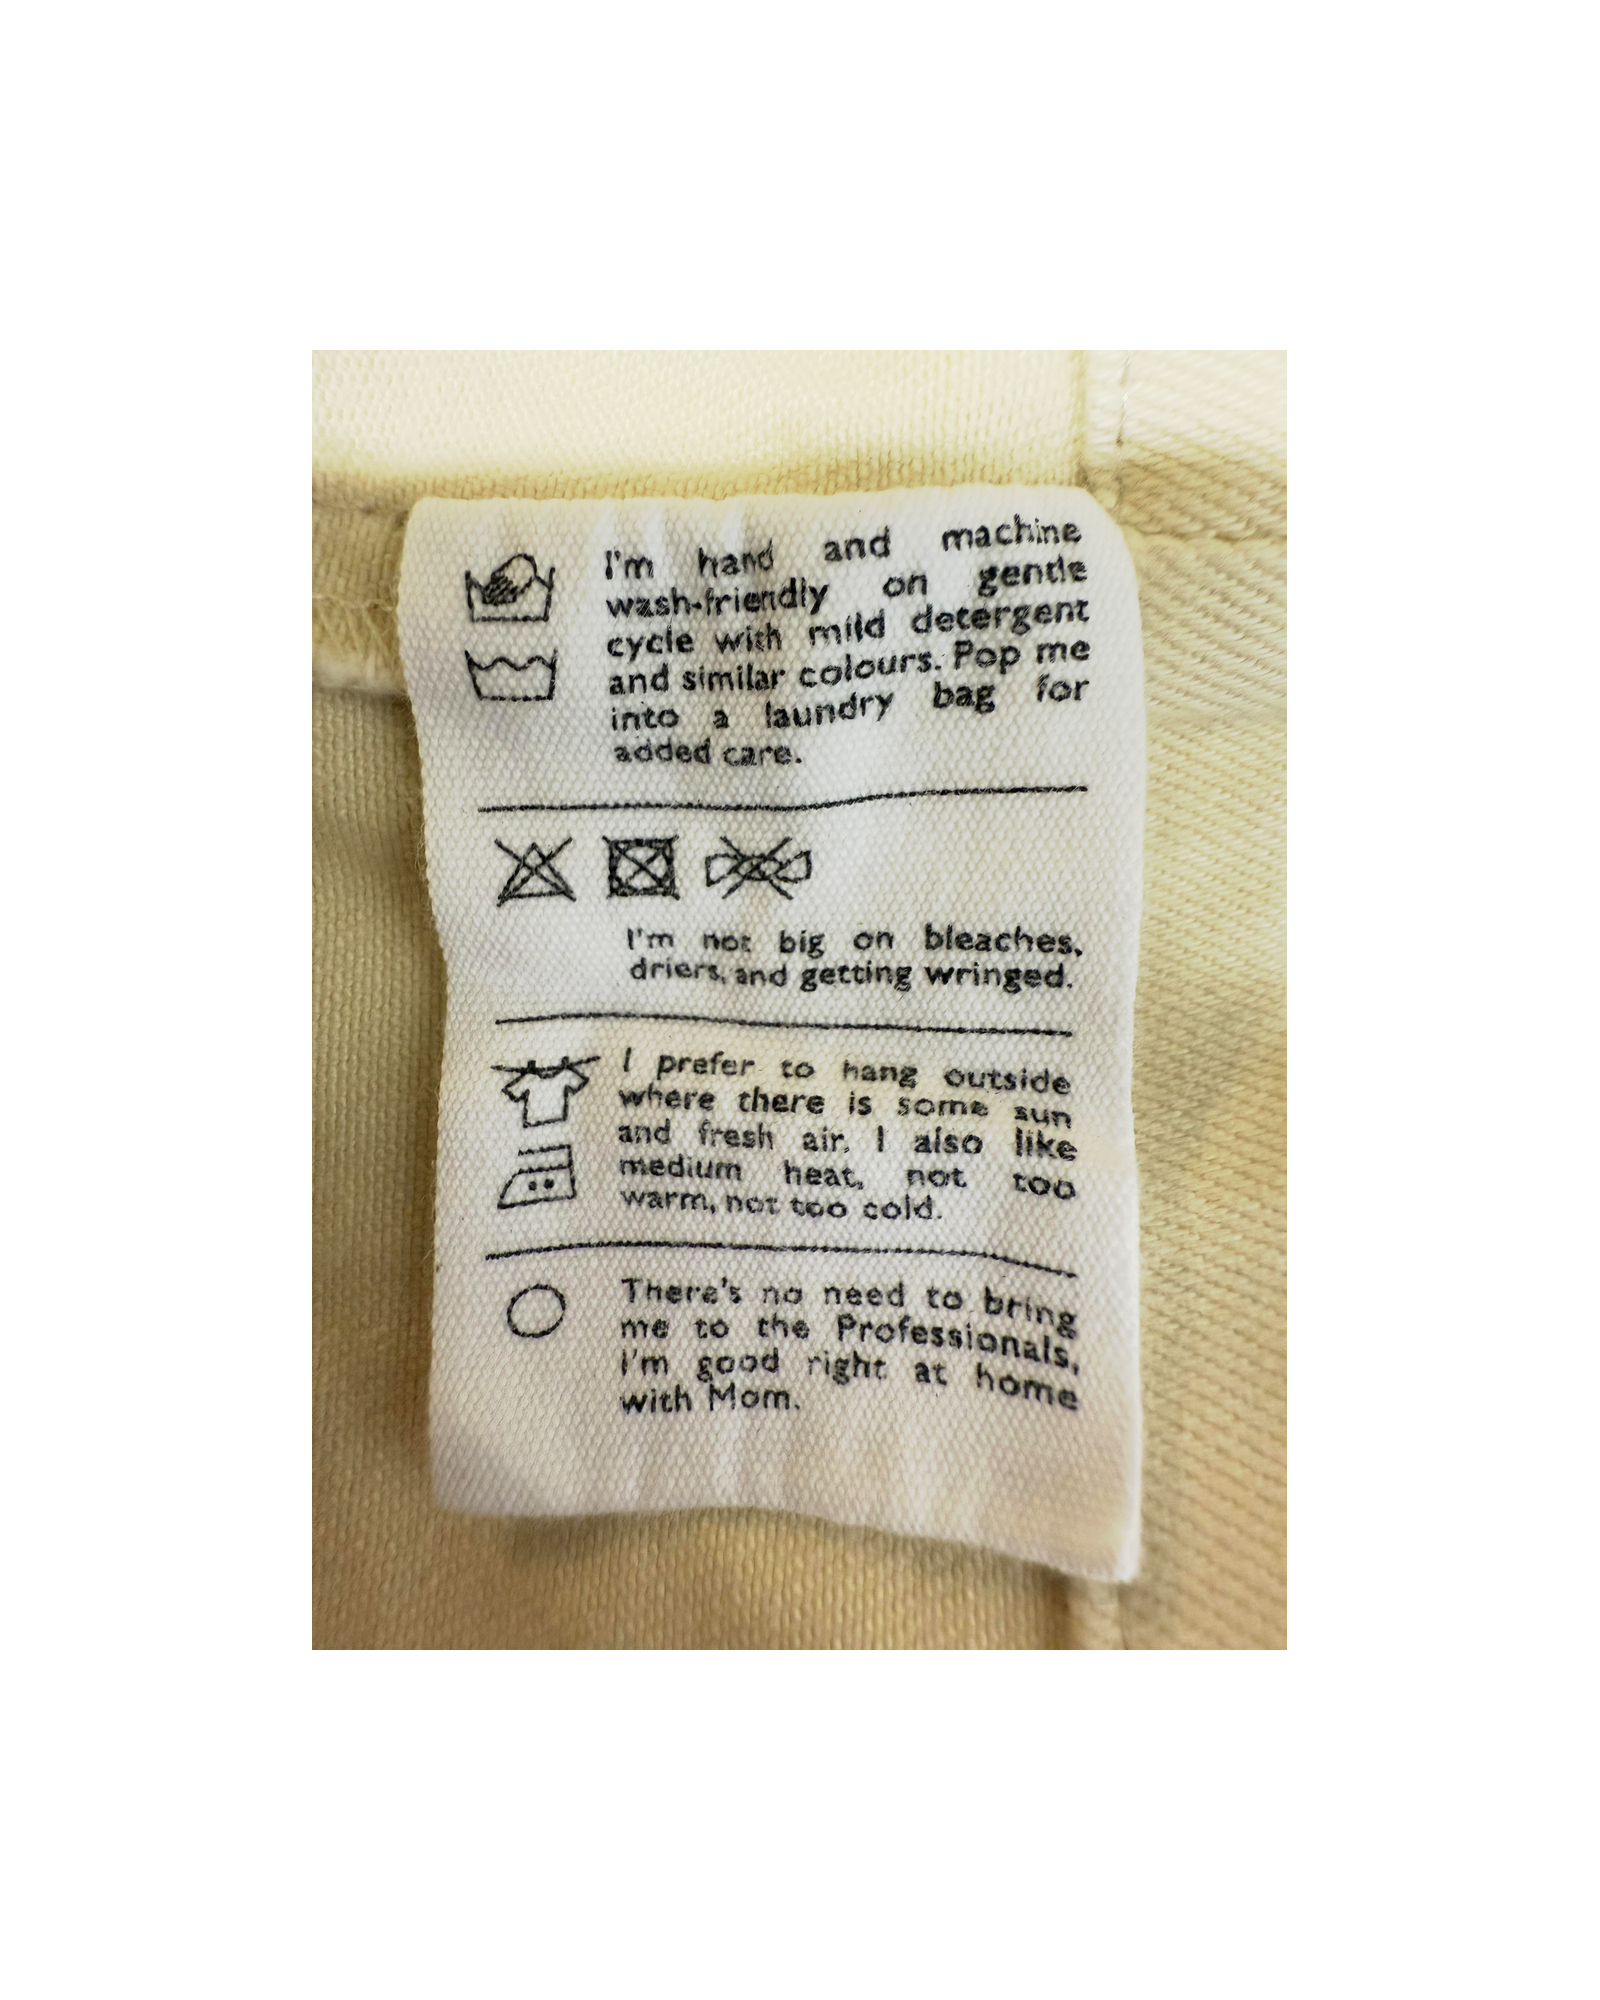 I'm hand and machine
wash-friendly on gentle
cycle with mild detergent
and similar colours. Pop me
into a laundry bag for
added care.
I'm not big on bleaches,
driers, and getting wringed.
I prefer to hang outside
where there is some sun
and fresh air. I also like
medium heat, not too
warm, not too cold.
There's no need to bring
me to the Professionals,
I'm good right at home
with Mom.